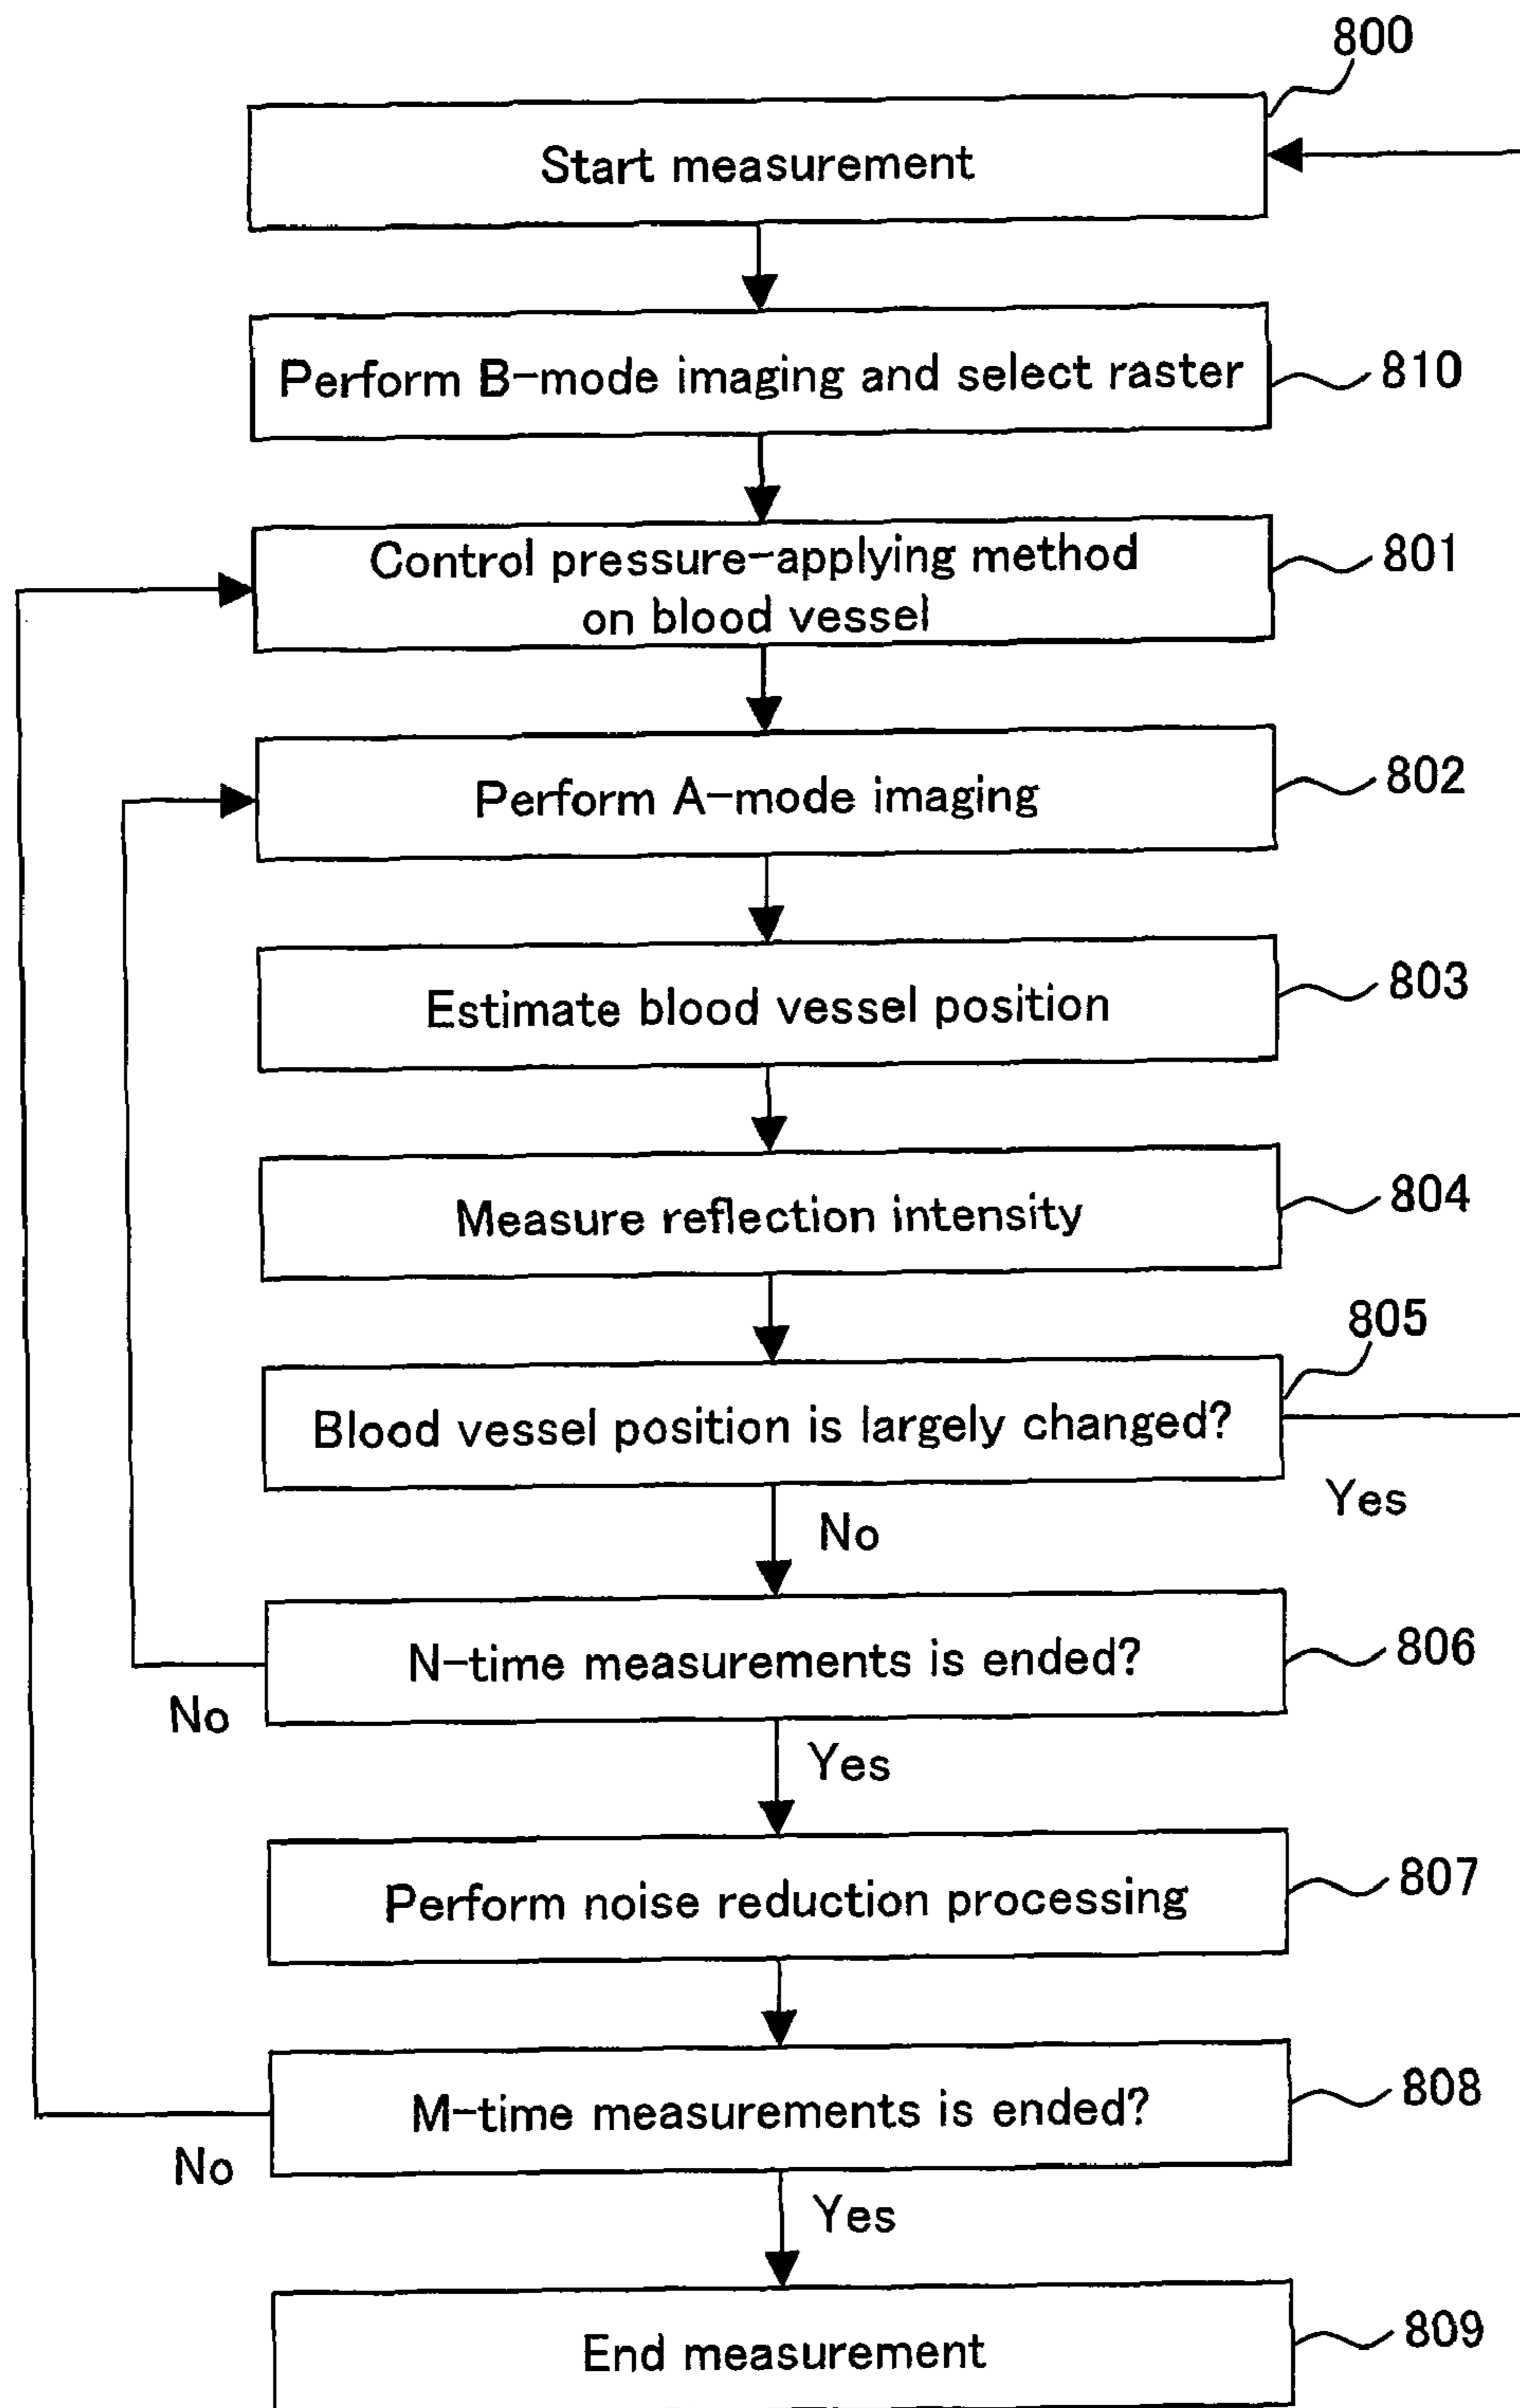 800
Start measurement
Perform B-mode imaging and select raster
810
Control pressure-applying method
on blood vessel
801
Perform A-mode imaging
802
Estimate blood vessel position
803
Measure reflection intensity
804
805
Blood vessel position is largely changed?
Yes
No
N-time measurements is ended?
806
No
Yes
Perform noise reduction processing
807
M-time measurements is ended?
808
No
Yes
End measurement
809